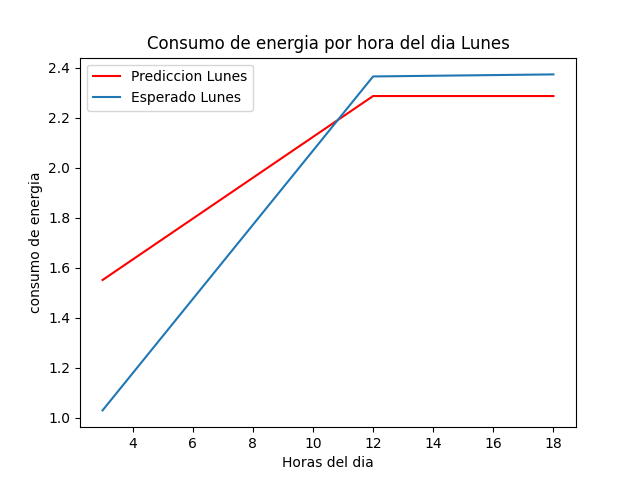 Consumo de energia por hora del dia Lunes
Prediccion Lunes
Esperado Lunes
consumo de energia
2.4
2.2
2.0
1.8
1.6
1.4
1.2
1.0
4 6 8 10 12 14 16 18
Horas del dia